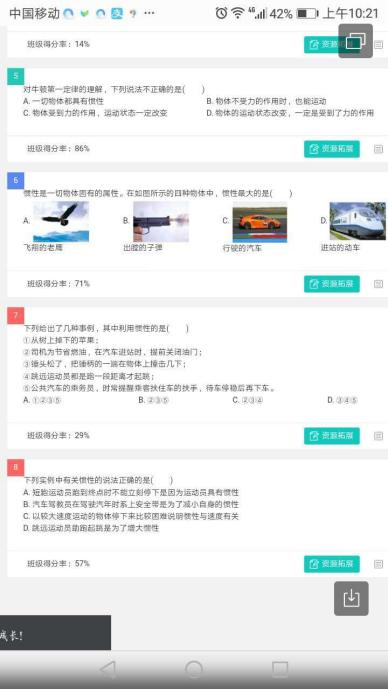 中国移动 ··· 4G 42% 上午10:21
班级得分率：14% 资源拓展
5
对牛顿第一定律的理解，下列说法不正确的是(　　)
A. 一切物体都具有惯性 B. 物体不受力的作用时，也能运动
C. 物体受到力的作用，运动状态一定改变 D. 物体的运动状态改变，一定是受到了力的作用
班级得分率：86% 资源拓展
6
惯性是一切物体固有的属性。在如图所示的四种物体中，惯性最大的是(　　)
A. B. C. D.
飞翔的老鹰 出膛的子弹 行驶的汽车 进站的动车
班级得分率：71% 资源拓展
7
下列给出了几种事例，其中利用惯性的是(　　)
①从树上掉下的苹果；
②司机为节省燃油，在汽车进站时，提前关闭油门；
③锤头松了，把锤柄的一端在物体上撞击几下；
④跳远运动员都是跑一段距离才起跳；
⑤公共汽车的乘务员，时常提醒乘客扶住车的扶手，待车停稳后再下车。
A. ①②③⑤ B. ②③④⑤ C. ②③④ D. ③④⑤
班级得分率：29% 资源拓展
8
下列实例中有关惯性的说法正确的是(　　)
A. 短跑运动员跑到终点时不能立刻停下是因为运动员具有惯性
B. 汽车驾教员在驾驶汽年时系上安全带是为了减小自身的惯性
C. 以较大速度运动的物体停下来比较困难说明惯性与速度有关
D. 跳远运动员助跑起跳是为了增大惯性
班级得分率：57% 资源拓展
成长!